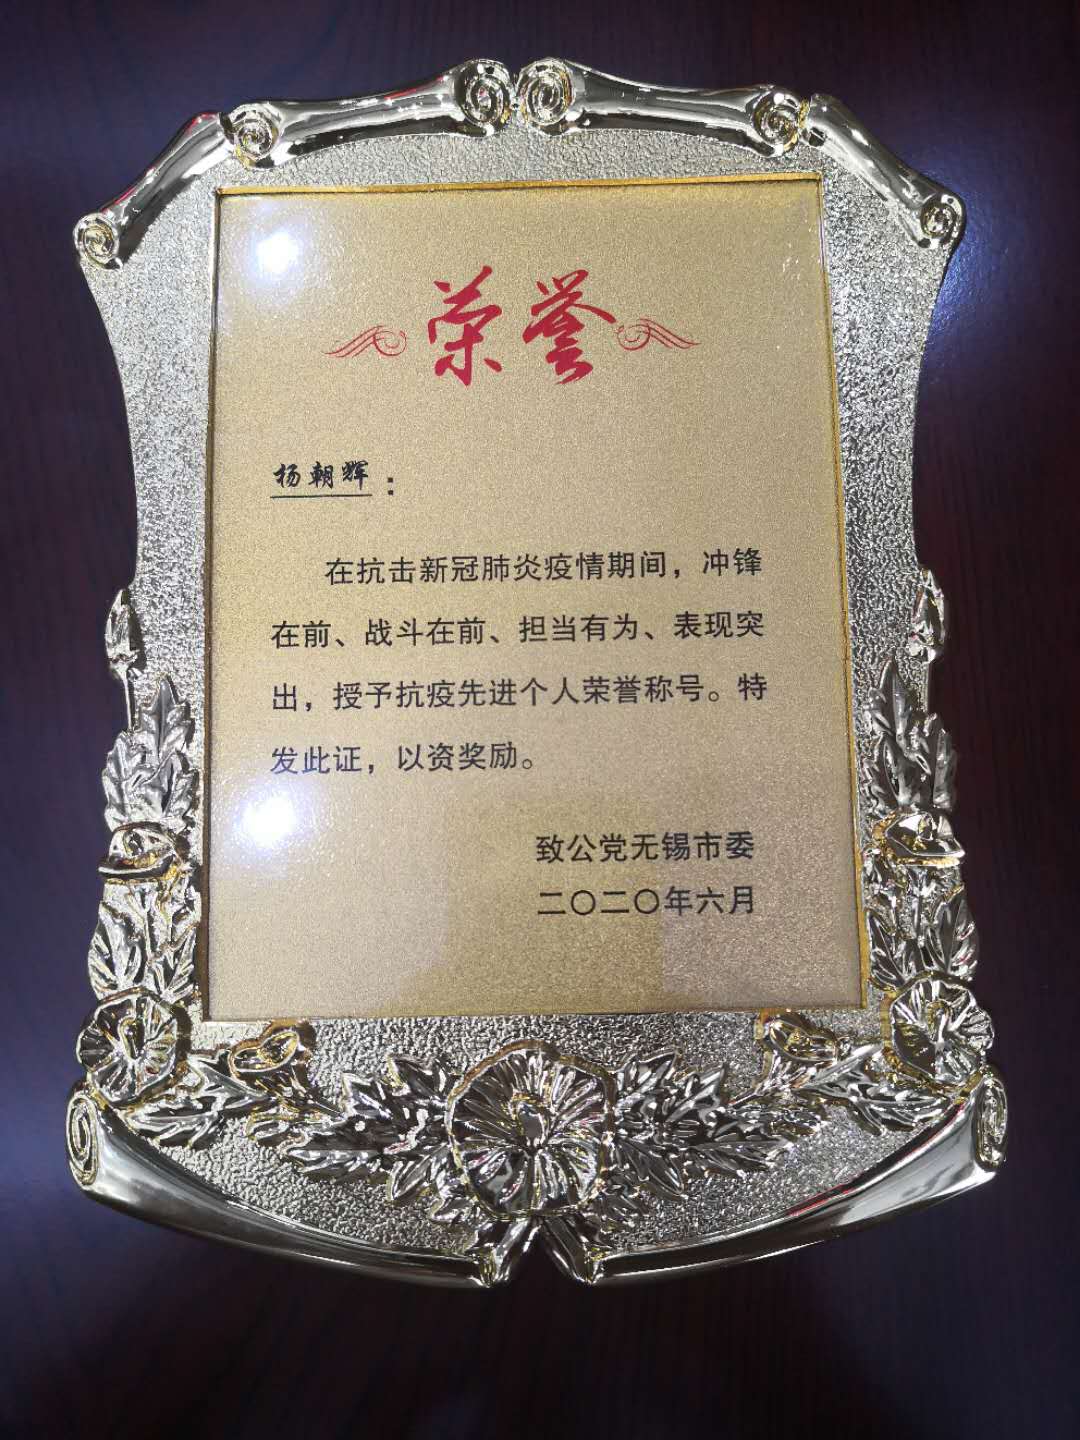 荣誉
杨朝辉：
在抗击新冠肺炎疫情期间，冲锋
在前、战斗在前、担当有为、表现突
出，授予抗疫先进个人荣誉称号。特
发此证，以资奖励。
致公党无锡市委
二〇二〇年六月